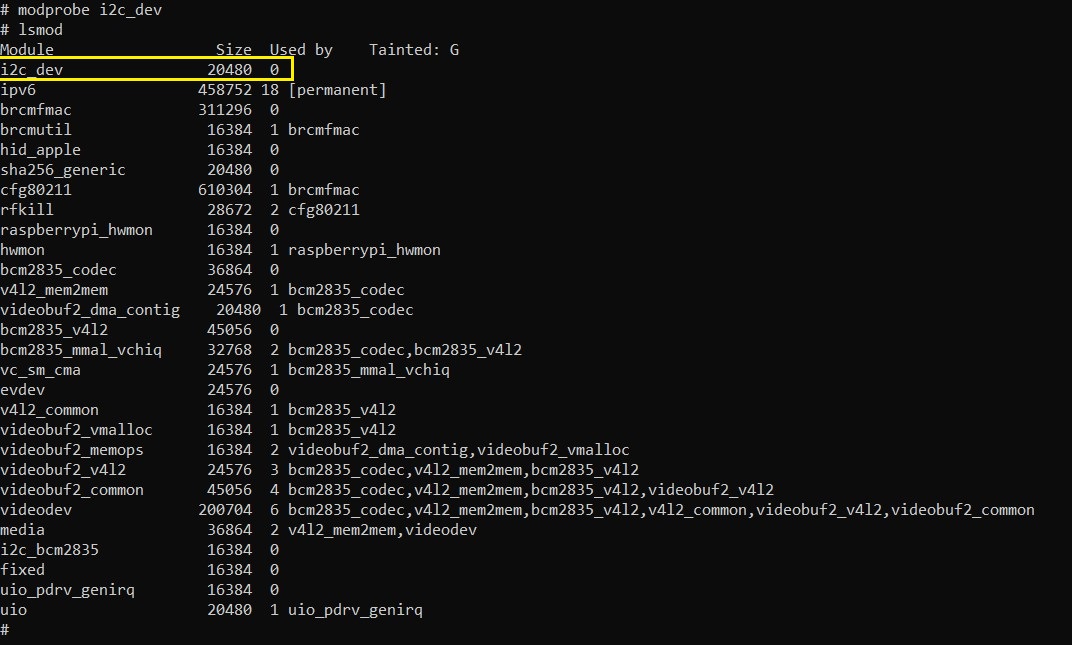 # modprobe i2c_dev
# lsmod
Module                  Size  Used by    Tainted: G
i2c_dev                20480  0
ipv6                  458752 18 [permanent]
brcmfmac              311296  0
brcmutil               16384  1 brcmfmac
hid_apple              16384  0
sha256_generic         20480  0
cfg80211              610304  1 brcmfmac
rfkill                 28672  2 cfg80211
raspberrypi_hwmon      16384  0
hwmon                  16384  1 raspberrypi_hwmon
bcm2835_codec          36864  0
v4l2_mem2mem           24576  1 bcm2835_codec
videobuf2_dma_contig    20480  1 bcm2835_codec
bcm2835_v4l2           45056  0
bcm2835_mmal_vchiq     32768  2 bcm2835_codec,bcm2835_v4l2
vc_sm_cma              24576  1 bcm2835_mmal_vchiq
evdev                  24576  0
v4l2_common            16384  1 bcm2835_v4l2
videobuf2_vmalloc      16384  1 bcm2835_v4l2
videobuf2_memops       16384  2 videobuf2_dma_contig,videobuf2_vmalloc
videobuf2_v4l2         24576  3 bcm2835_codec,v4l2_mem2mem,bcm2835_v4l2
videobuf2_common       45056  4 bcm2835_codec,v4l2_mem2mem,bcm2835_v4l2,videobuf2_v4l2
videodev              200704  6 bcm2835_codec,v4l2_mem2mem,bcm2835_v4l2,v4l2_common,videobuf2_v4l2,videobuf2_common
media                  36864  2 v4l2_mem2mem,videodev
i2c_bcm2835            16384  0
fixed                  16384  0
uio_pdrv_genirq        16384  0
uio                    20480  1 uio_pdrv_genirq
#